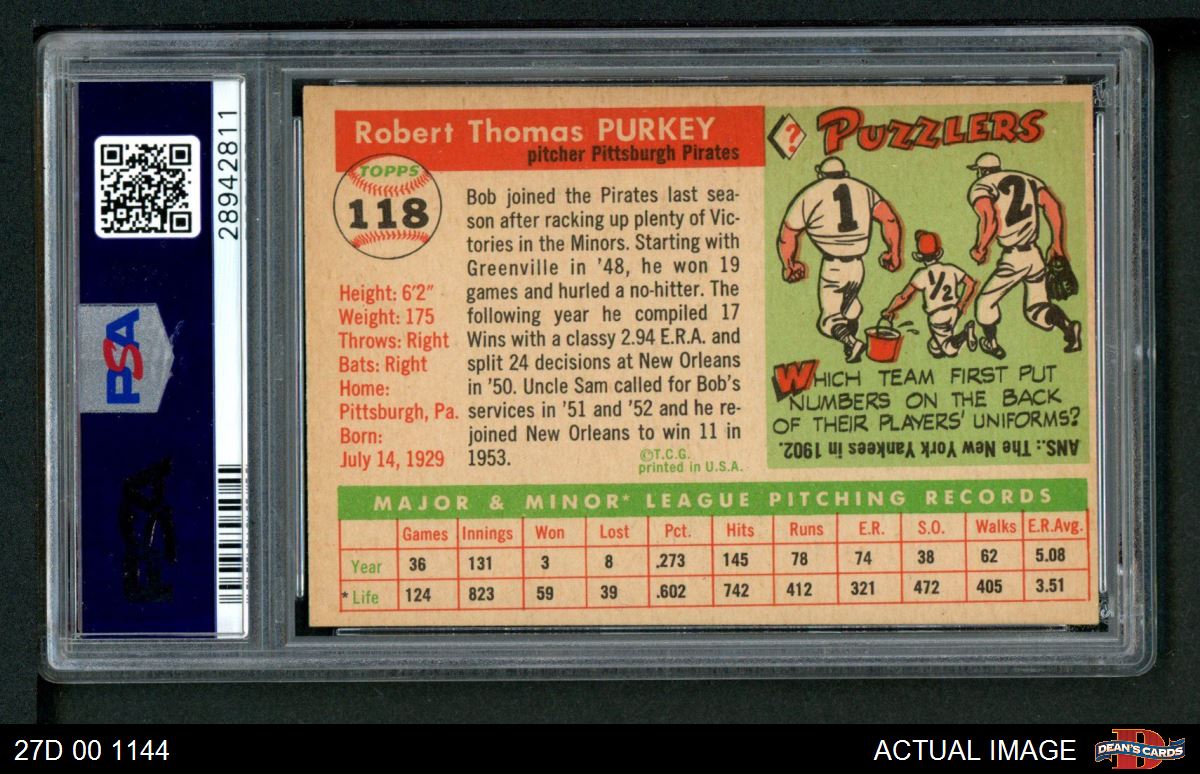 28942811
PSA
PSA
Robert Thomas PURKEY
pitcher Pittsburgh Pirates
TOPPS
118
Height: 6'2"
Weight: 175
Throws: Right
Bats: Right
Home:
Pittsburgh, Pa.
Born:
July 14, 1929
Bob joined the Pirates last sea-
son after racking up plenty of Vic-
tories in the Minors. Starting with
Greenville in '48, he won 19
games and hurled a no-hitter. The
following year he compiled 17
Wins with a classy 2.94 E.R.A. and
split 24 decisions at New Orleans
in '50. Uncle Sam called for Bob's
services in '51 and '52 and he re-
joined New Orleans to win 11 in
1953.
©T.C.G.
printed in U.S.A.
? PUZZLERS
1
2
1/2
WHICH TEAM FIRST PUT
NUMBERS ON THE BACK
OF THEIR PLAYERS' UNIFORMS?
ANS.: The New York Yankees in 1902.
MAJOR & MINOR* LEAGUE PITCHING RECORDS
Games Innings Won Lost Pct. Hits Runs E.R. S.O. Walks E.R.Avg.
Year 36 131 3 8 .273 145 78 74 38 62 5.08
* Life 124 823 59 39 .602 742 412 321 472 405 3.51
27D 00 1144
ACTUAL IMAGE
DEAN'S CARDS